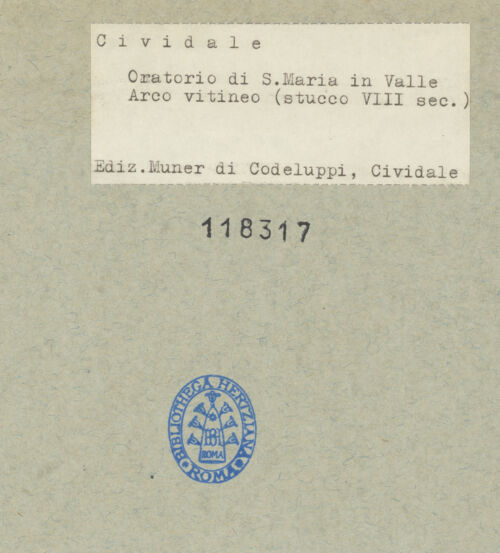 C i v i d a l e
Oratorio di S.Maria in Valle
Arco vitineo (stucco VIII sec.)
Ediz.Muner di Codeluppi, Cividale
118317
BIBLIOTHECA HERTZIANA
ROMA
ROMA